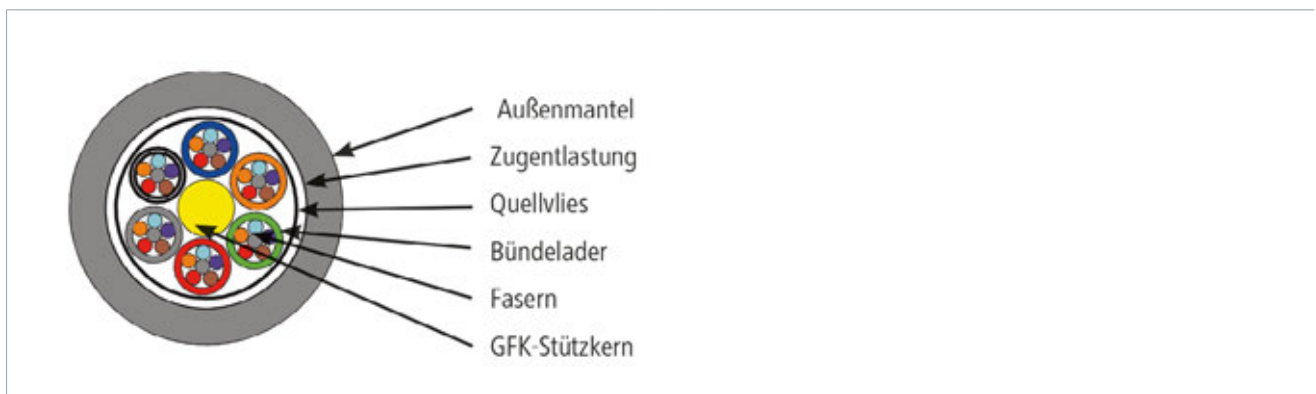 Außenmantel
Zugentlastung
Quellvlies
Bündelader
Fasern
GFK-Stützkern